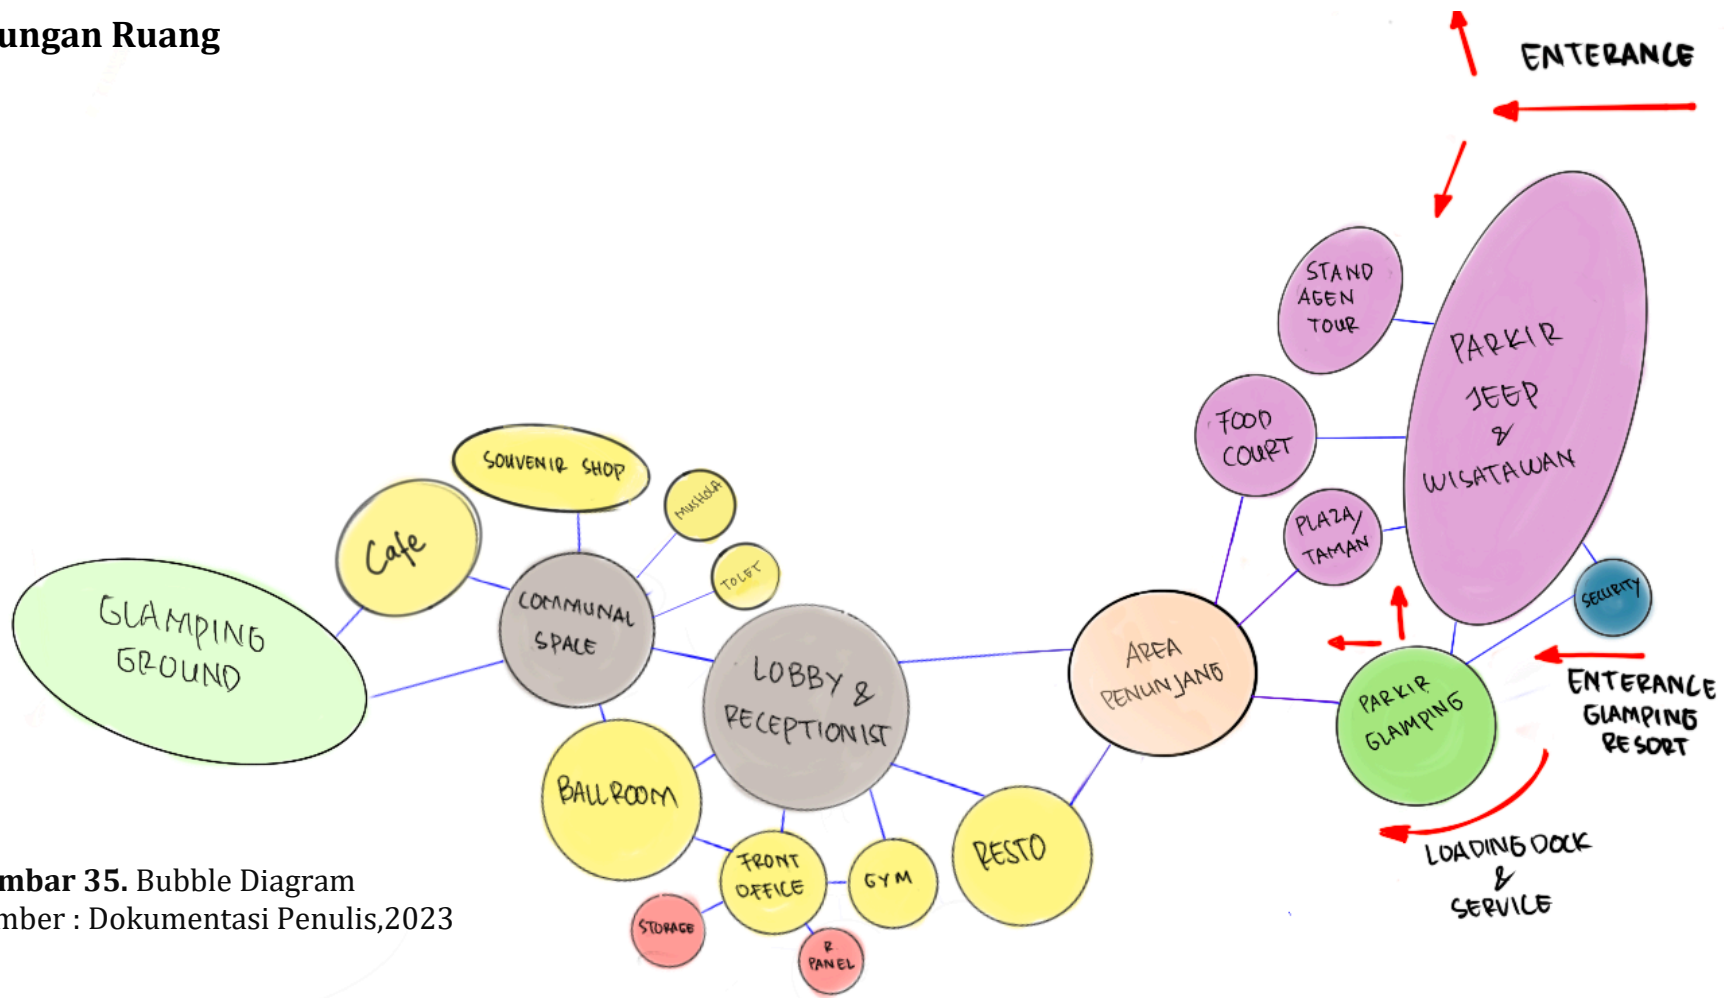 ungan Ruang
ENTERANCE
STAND
AGEN
TOUR
PARKIR
JEEP
&
WISATAWAN
FOOD
COURT
PLAZA/
TAMAN
SECURITY
SOUVENIR SHOP
MUSHOLA
Cafe
TOLET
COMMUNAL
SPACE
GLAMPING
GROUND
LOBBY &
RECEPTIONIST
AREA
PENUNJANG
PARKIR
GLAMPING
ENTERANCE
GLAMPING
RESORT
BALLROOM
RESTO
FRONT
OFFICE
GYM
LOADING DOCK
&
SERVICE
STORAGE
R
PANEL
mbar 35. Bubble Diagram
mber : Dokumentasi Penulis,2023